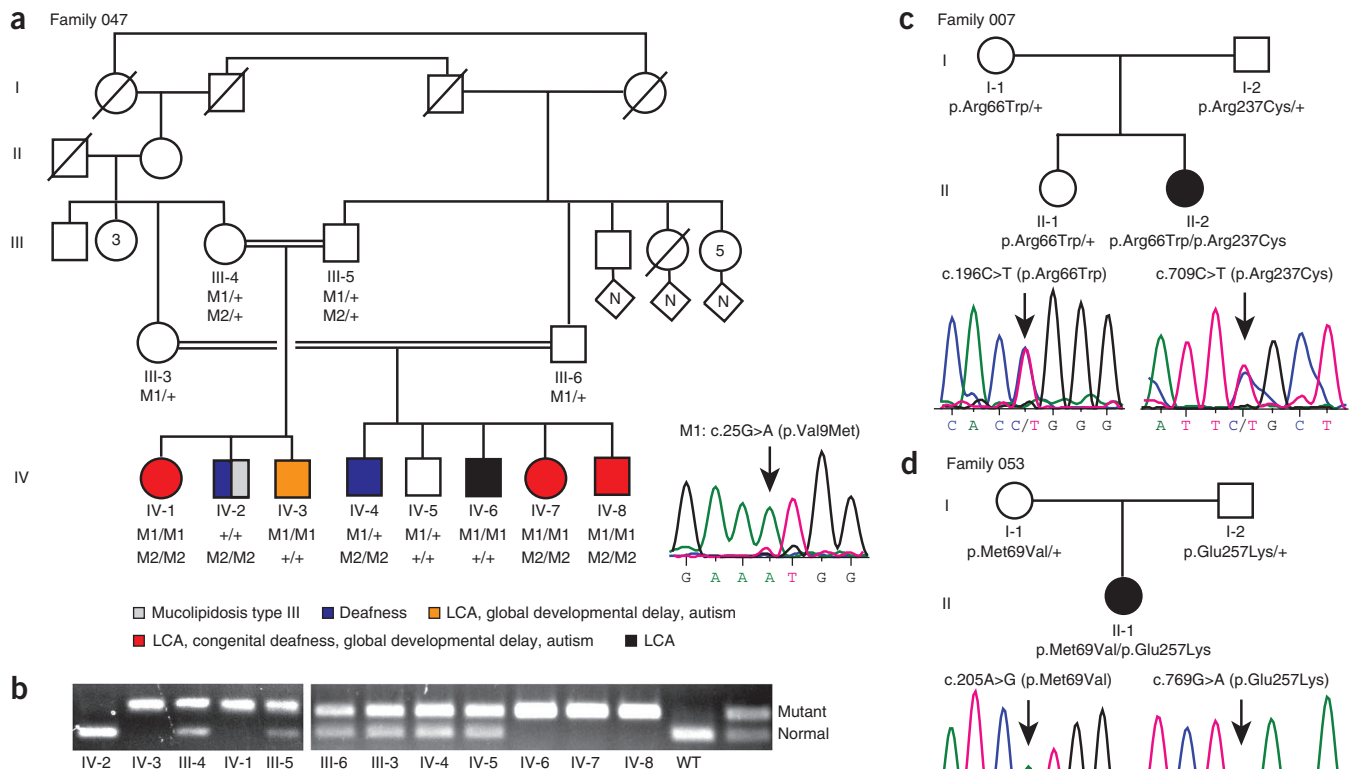 a Family 047
I
II
III
3
5
N N N
III-4 III-5
M1/+ M1/+
M2/+ M2/+
III-3 III-6
M1/+ M1/+
IV
IV-1 IV-2 IV-3 IV-4 IV-5 IV-6 IV-7 IV-8
M1/M1 +/+ M1/M1 M1/+ M1/+ M1/M1 M1/M1 M1/M1
M2/M2 M2/M2 +/+ M2/M2 +/+ +/+ M2/M2 M2/M2
M1: c.25G>A (p.Val9Met)
G A A A T G G
Mucolipidosis type III Deafness LCA, global developmental delay, autism
LCA, congenital deafness, global developmental delay, autism LCA
b
Mutant
Normal
IV-2 IV-3 III-4 IV-1 III-5 III-6 III-3 IV-4 IV-5 IV-6 IV-7 IV-8 WT
c Family 007
I
I-1 I-2
p.Arg66Trp/+ p.Arg237Cys/+
II
II-1 II-2
p.Arg66Trp/+ p.Arg66Trp/p.Arg237Cys
c.196C>T (p.Arg66Trp) c.709C>T (p.Arg237Cys)
C A C C/T G G G A T T C/T G C T
d Family 053
I
I-1 I-2
p.Met69Val/+ p.Glu257Lys/+
II
II-1
p.Met69Val/p.Glu257Lys
c.205A>G (p.Met69Val) c.769G>A (p.Glu257Lys)